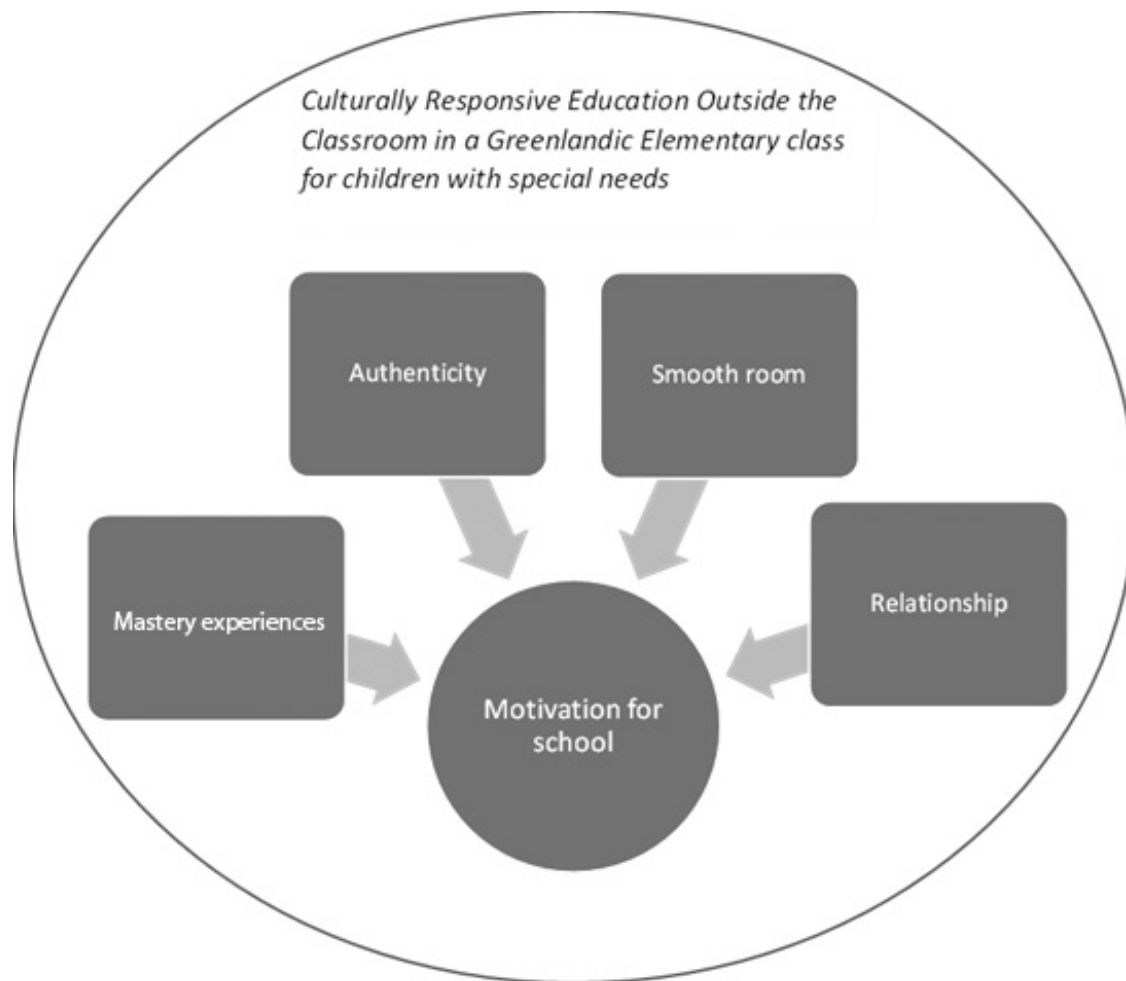 Culturally Responsive Education Outside the
Classroom in a Greenlandic Elementary class
for children with special needs
Authenticity
Smooth room
Mastery experiences
Relationship
Motivation for
school